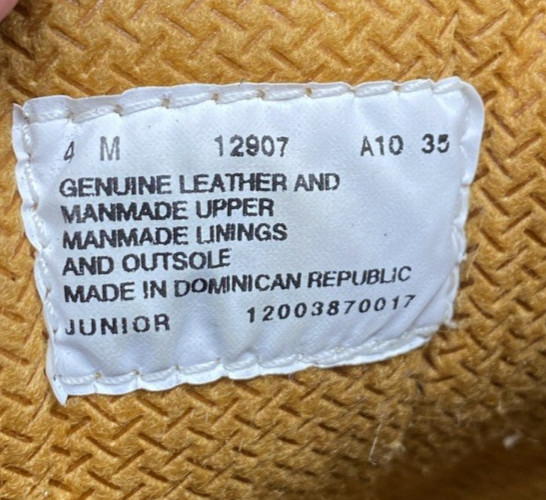 4 M 12907 A10 35
GENUINE LEATHER AND
MANMADE UPPER
MANMADE LININGS
AND OUTSOLE
MADE IN DOMINICAN REPUBLIC
JUNIOR 12003870017